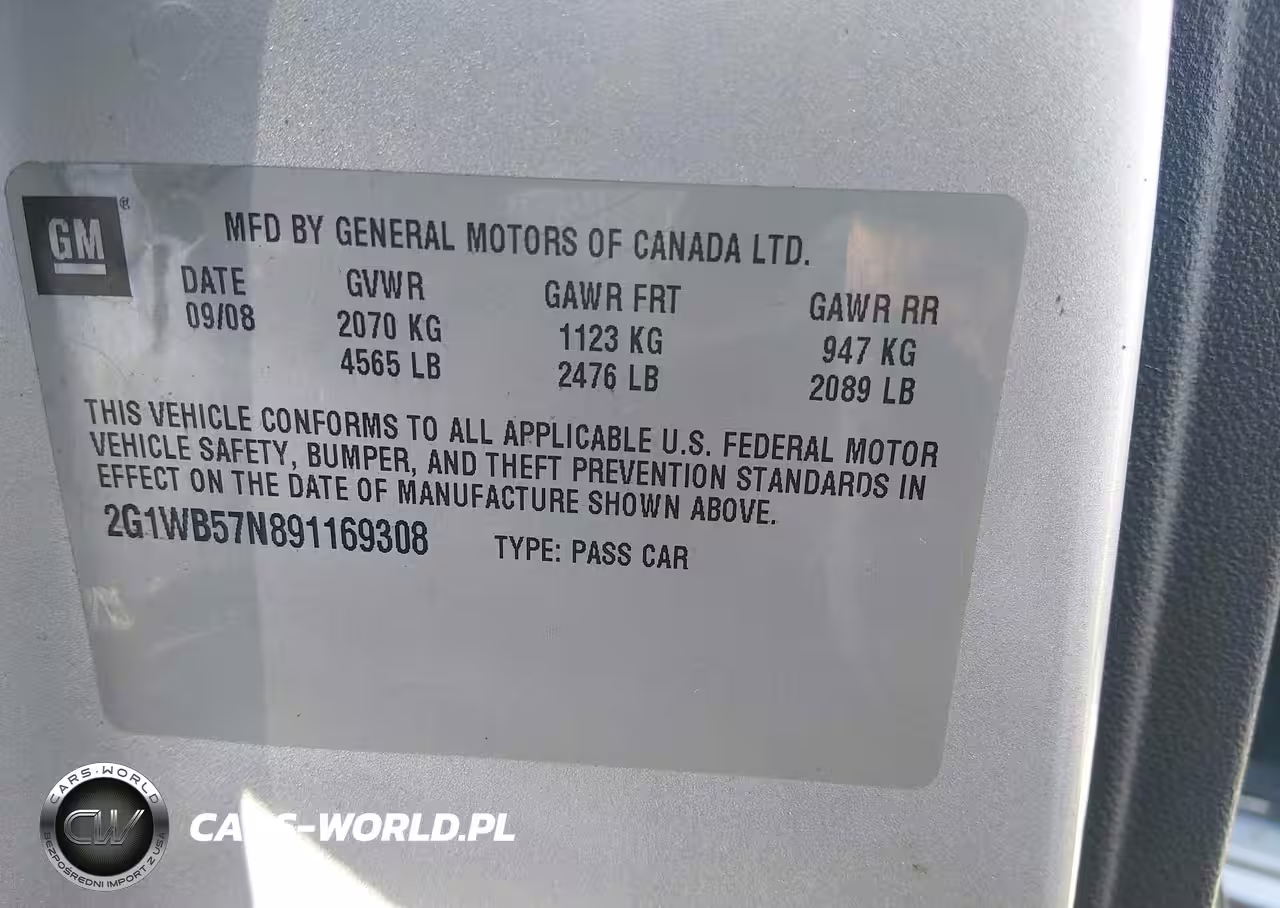 GM®
MFD BY GENERAL MOTORS OF CANADA LTD.
DATE GVWR GAWR FRT GAWR RR
09/08 2070 KG 1123 KG 947 KG
4565 LB 2476 LB 2089 LB
THIS VEHICLE CONFORMS TO ALL APPLICABLE U.S. FEDERAL MOTOR
VEHICLE SAFETY, BUMPER, AND THEFT PREVENTION STANDARDS IN
EFFECT ON THE DATE OF MANUFACTURE SHOWN ABOVE.
2G1WB57N891169308 TYPE: PASS CAR
CARS-WORLD
CW
BEZPOŚREDNI IMPORT Z USA
CARS-WORLD.PL